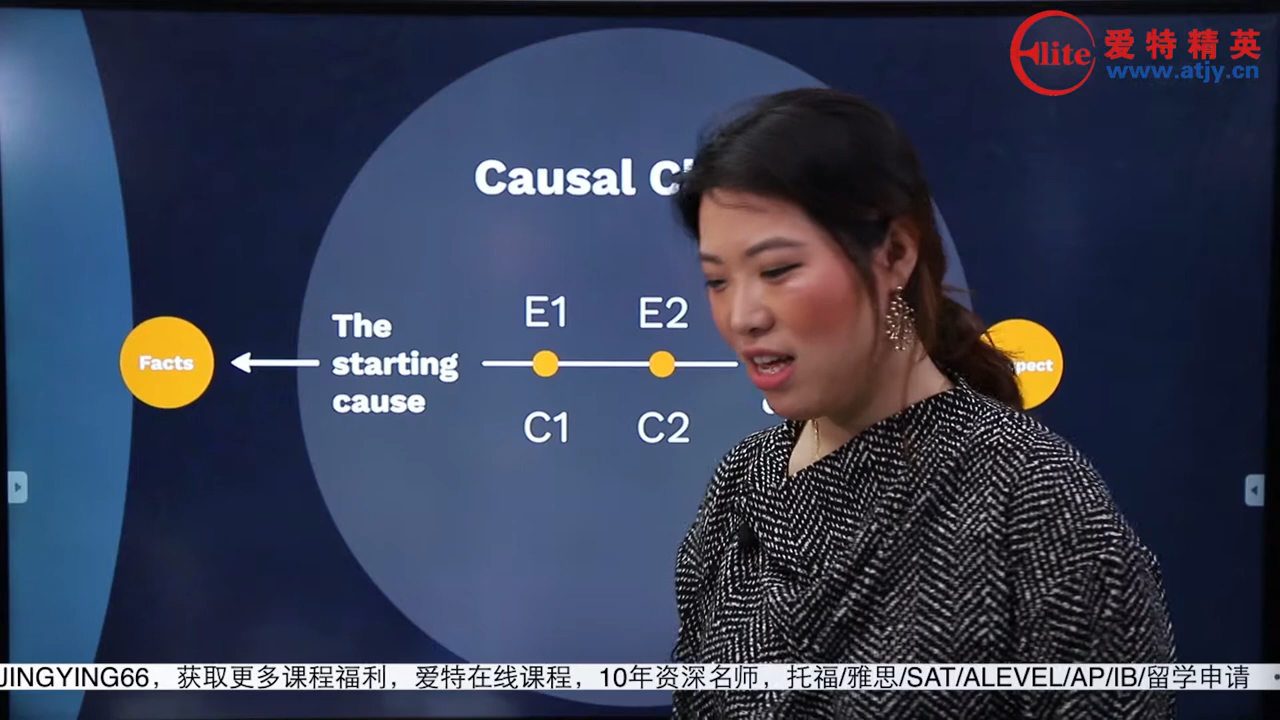 Elite 爱特精英
www.atjy.cn
Causal
E1 E2
Facts
The
starting
cause
C1 C2
JINGYING66，获取更多课程福利，爱特在线课程，10年资深名师，托福/雅思/SAT/ALEVEL/AP/IB/留学申请